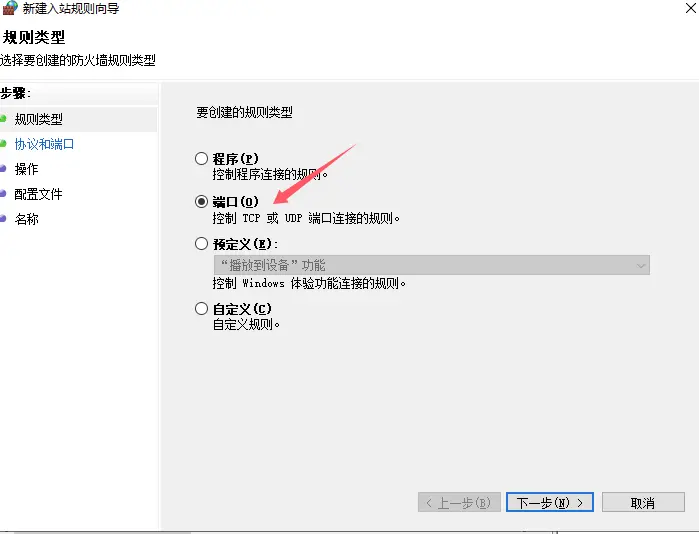 新建入站规则向导
规则类型
选择要创建的防火墙规则类型
步骤:
规则类型
协议和端口
操作
配置文件
名称
要创建的规则类型
程序(P)
控制程序连接的规则。
端口(O)
控制 TCP 或 UDP 端口连接的规则。
预定义(E):
“播放到设备”功能
控制 Windows 体验功能连接的规则。
自定义(C)
自定义规则。
< 上一步(B)
下一步(N) >
取消